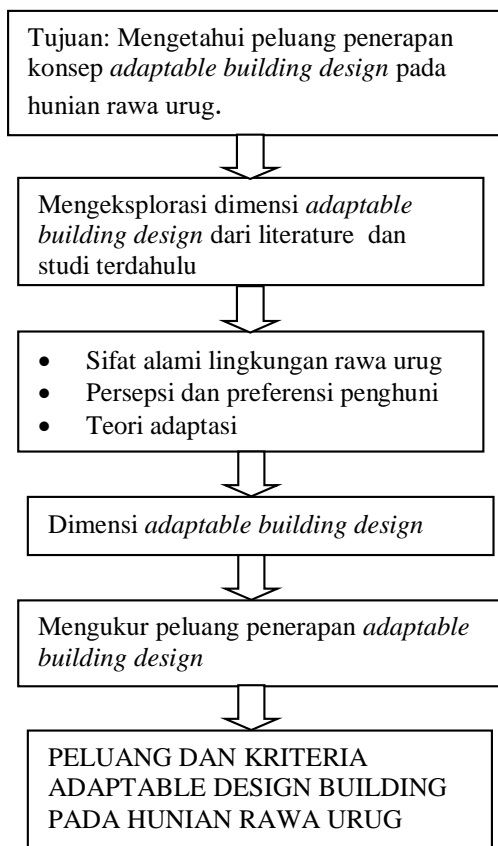 Tujuan: Mengetahui peluang penerapan
konsep adaptable building design pada
hunian rawa urug.
Mengeksplorasi dimensi adaptable
building design dari literature dan
studi terdahulu
• Sifat alami lingkungan rawa urug
• Persepsi dan preferensi penghuni
• Teori adaptasi
Dimensi adaptable building design
Mengukur peluang penerapan adaptable
building design
PELUANG DAN KRITERIA
ADAPTABLE DESIGN BUILDING
PADA HUNIAN RAWA URUG